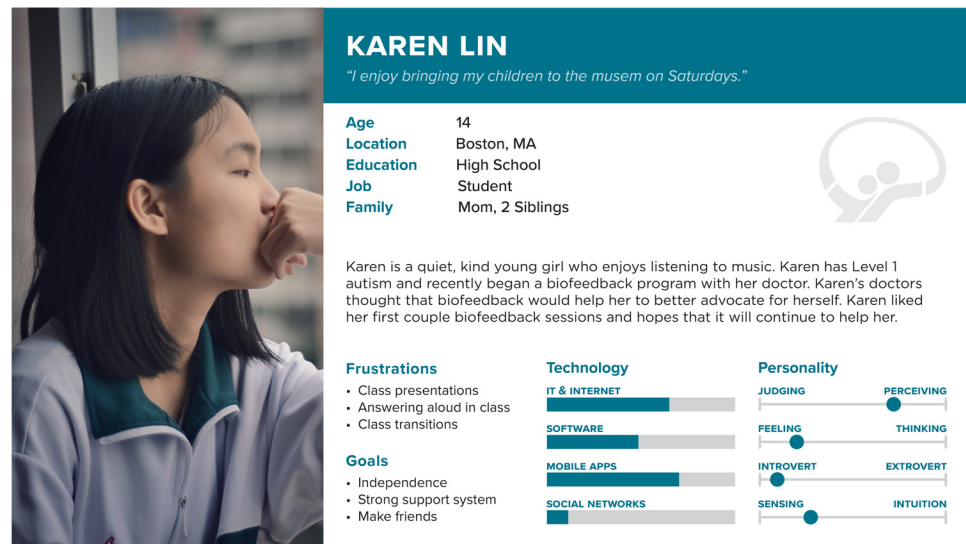 KAREN LIN
“I enjoy bringing my children to the musem on Saturdays.”
Age 14
Location Boston, MA
Education High School
Job Student
Family Mom, 2 Siblings
Karen is a quiet, kind young girl who enjoys listening to music. Karen has Level 1
autism and recently began a biofeedback program with her doctor. Karen’s doctors
thought that biofeedback would help her to better advocate for herself. Karen liked
her first couple biofeedback sessions and hopes that it will continue to help her.
Frustrations
• Class presentations
• Answering aloud in class
• Class transitions
Goals
• Independence
• Strong support system
• Make friends
Technology
IT & INTERNET
SOFTWARE
MOBILE APPS
SOCIAL NETWORKS
Personality
JUDGING PERCEIVING
FEELING THINKING
INTROVERT EXTROVERT
SENSING INTUITION